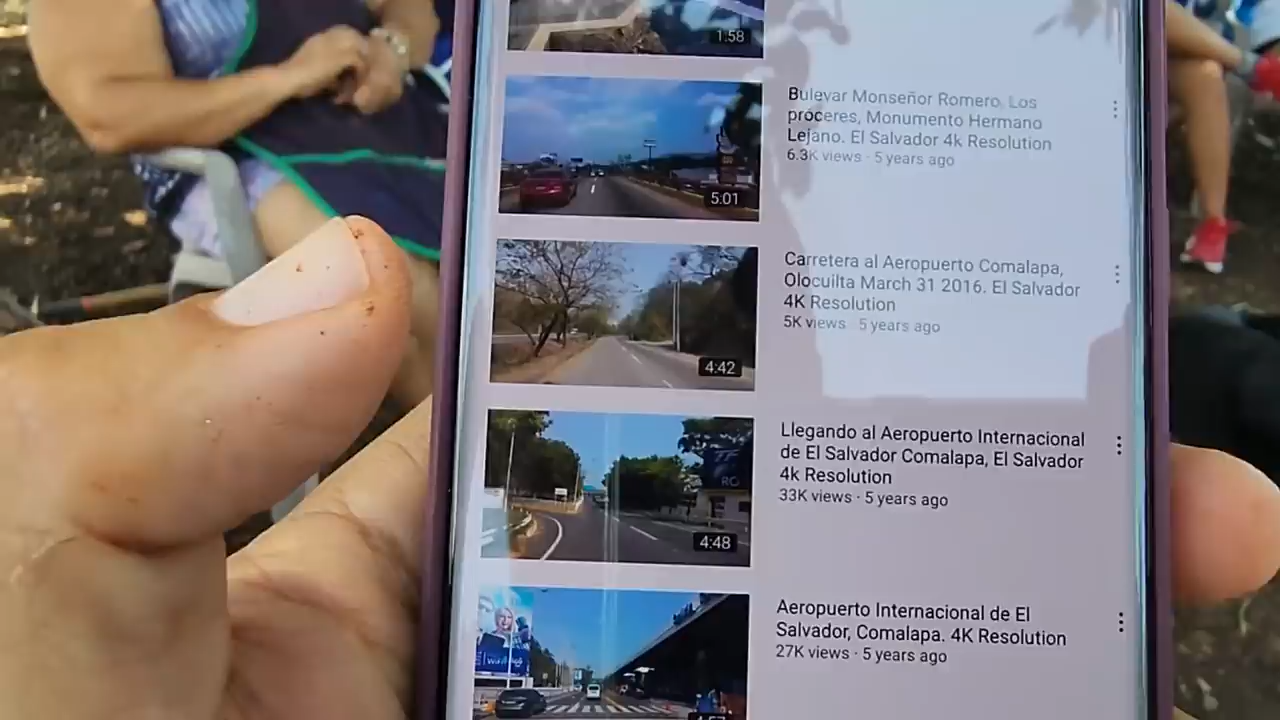 1:58
Bulevar Monseñor Romero, Los
próceres, Monumento Hermano
Lejano. El Salvador 4k Resolution
6.3K views · 5 years ago
5:01
Carretera al Aeropuerto Comalapa,
Olocuilta March 31 2016. El Salvador
4K Resolution
5K views · 5 years ago
4:42
Llegando al Aeropuerto Internacional
de El Salvador Comalapa, El Salvador
4k Resolution
33K views · 5 years ago
4:48
Aeropuerto Internacional de El
Salvador, Comalapa. 4K Resolution
27K views · 5 years ago